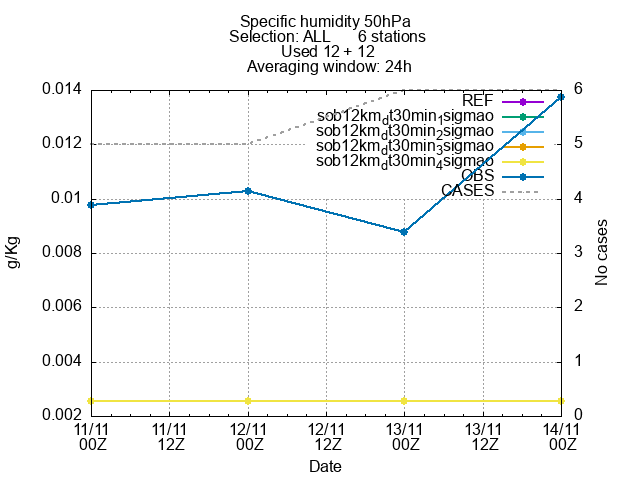 Specific humidity 50hPa
Selection: ALL 6 stations
Used 12 + 12
Averaging window: 24h
0.014
0.012
0.01
0.008
0.006
0.004
0.002
g/Kg
6
5
4
3
2
1
0
No cases
REF
sob12km_dt30min_1sigmao
sob12km_dt30min_2sigmao
sob12km_dt30min_3sigmao
sob12km_dt30min_4sigmao
OBS
CASES
11/11 11/11 12/11 12/11 13/11 13/11 14/11
00Z 12Z 00Z 12Z 00Z 12Z 00Z
Date